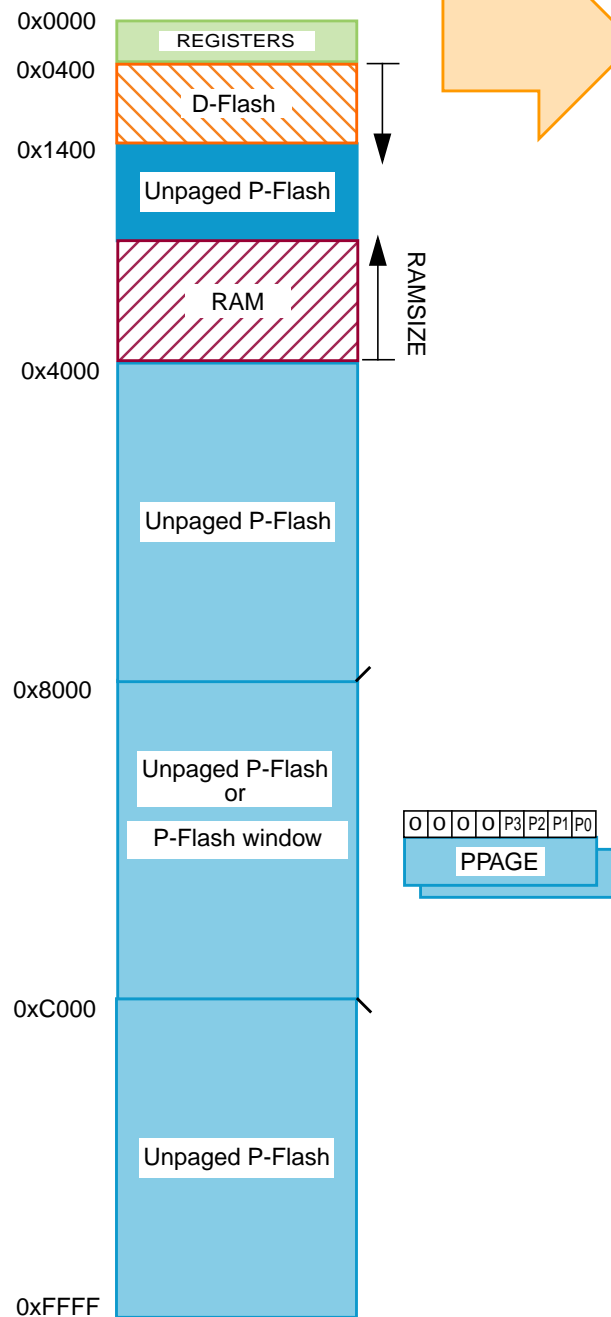 0x0000
REGISTERS
0x0400
D-Flash
0x1400
Unpaged P-Flash
RAM
RAMSIZE
0x4000
Unpaged P-Flash
0x8000
Unpaged P-Flash
or
P-Flash window
0 0 0 0 P3 P2 P1 P0
PPAGE
0xC000
Unpaged P-Flash
0xFFFF